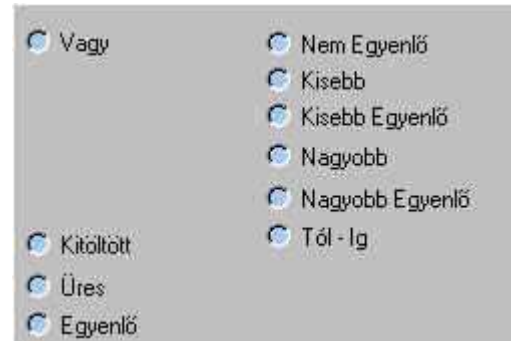 Vagy
Kitöltött
Üres
Egyenlő
Nem Egyenlő
Kisebb
Kisebb Egyenlő
Nagyobb
Nagyobb Egyenlő
Tól - Ig